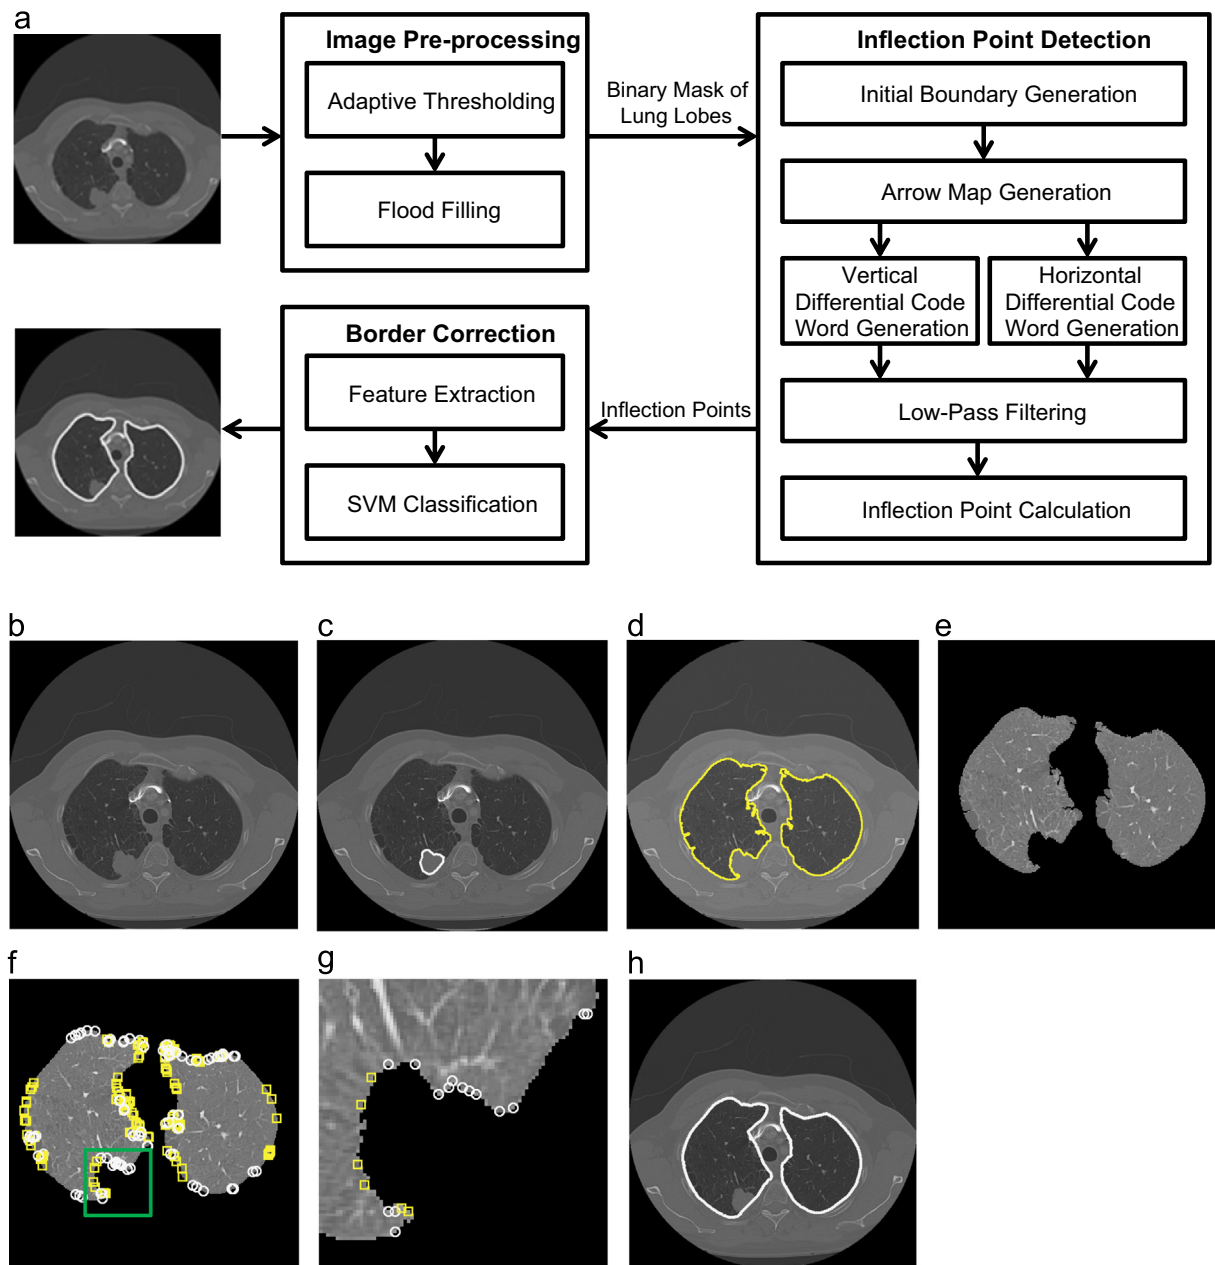 a
Image Pre-processing
Adaptive Thresholding
Flood Filling
Binary Mask of
Lung Lobes
Inflection Point Detection
Initial Boundary Generation
Arrow Map Generation
Vertical
Differential Code
Word Generation
Horizontal
Differential Code
Word Generation
Low-Pass Filtering
Inflection Point Calculation
Inflection Points
Border Correction
Feature Extraction
SVM Classification
b
c
d
e
f
g
h